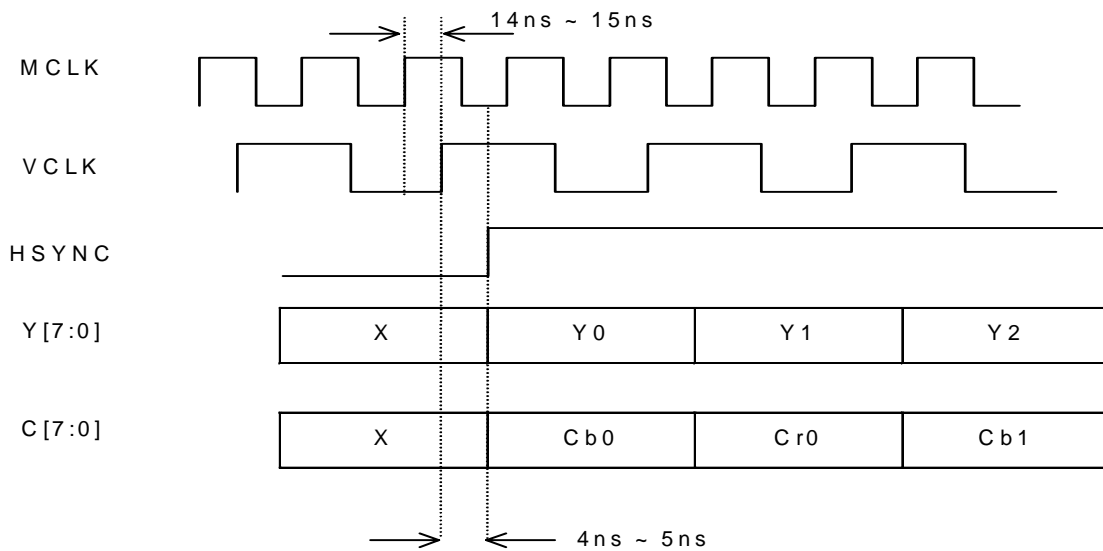 14ns ~ 15ns
MCLK
VCLK
HSYNC
Y[7:0]
X
Y0
Y1
Y2
C[7:0]
X
Cb0
Cr0
Cb1
4ns ~ 5ns